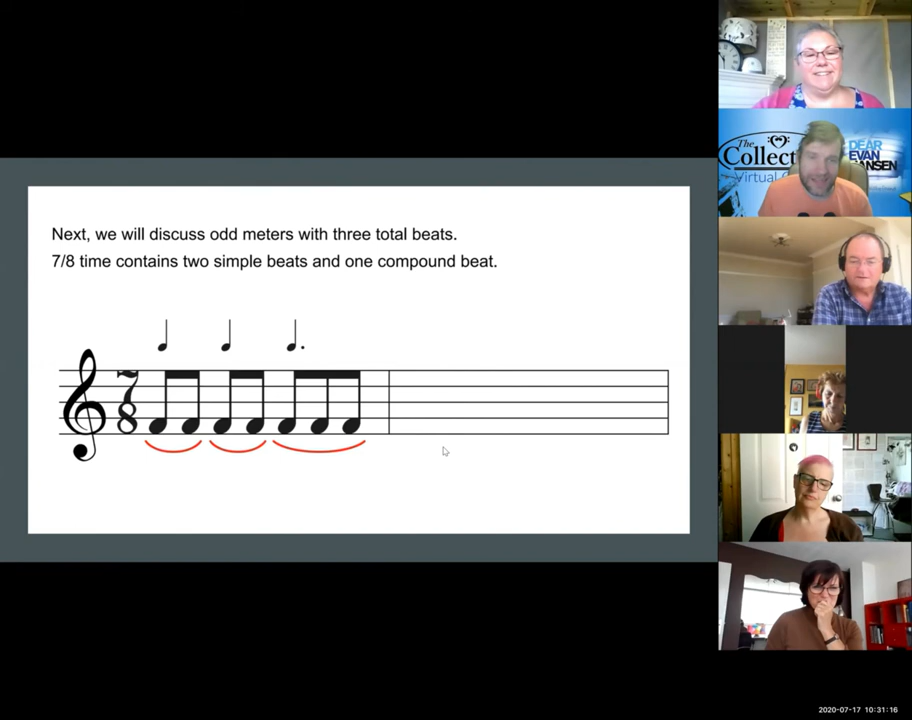 Next, we will discuss odd meters with three total beats.
7/8 time contains two simple beats and one compound beat.
7
8
The
Collect
Virtual
DEAR
EVAN
HANSEN
2020-07-17 10:31:16